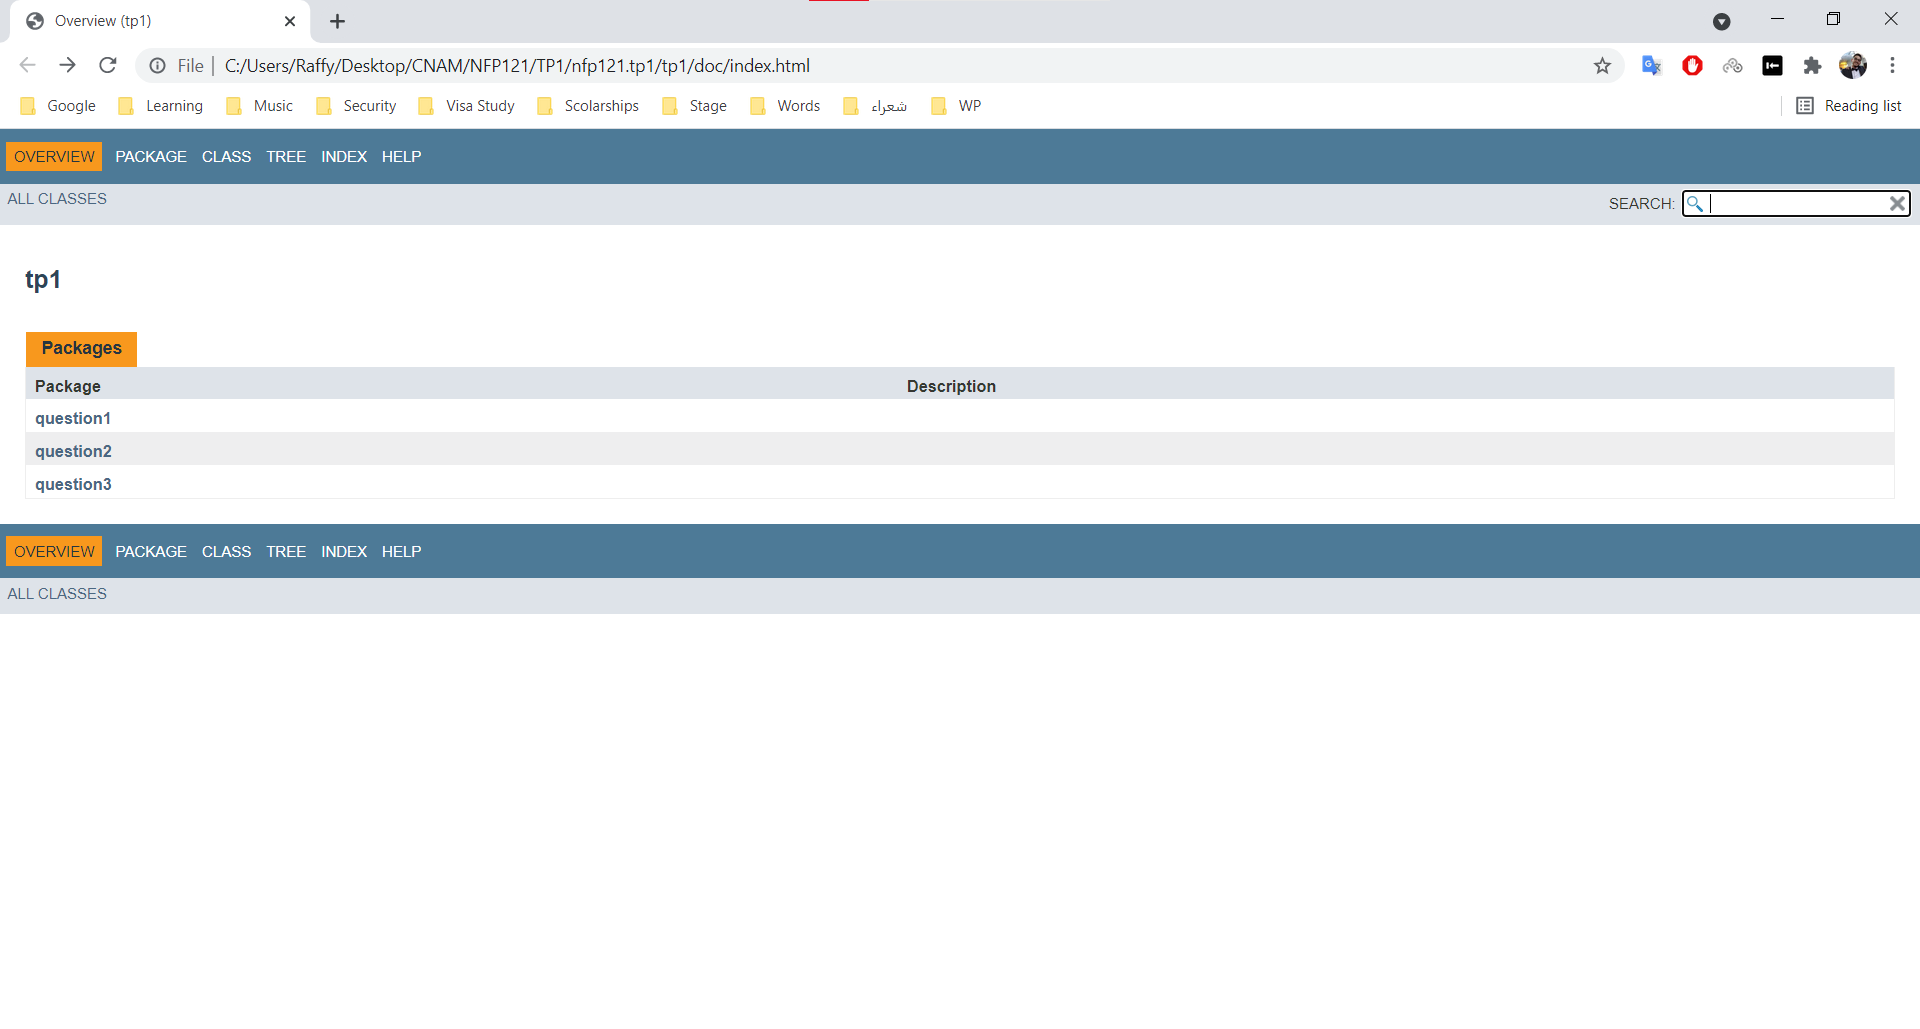 Overview (tp1)
File | C:/Users/Raffy/Desktop/CNAM/NFP121/TP1/nfp121.tp1/tp1/doc/index.html
Google Learning Music Security Visa Study Scolarships Stage Words شعراء WP Reading list
OVERVIEW PACKAGE CLASS TREE INDEX HELP
ALL CLASSES SEARCH:
tp1
Packages
Package Description
question1
question2
question3
OVERVIEW PACKAGE CLASS TREE INDEX HELP
ALL CLASSES